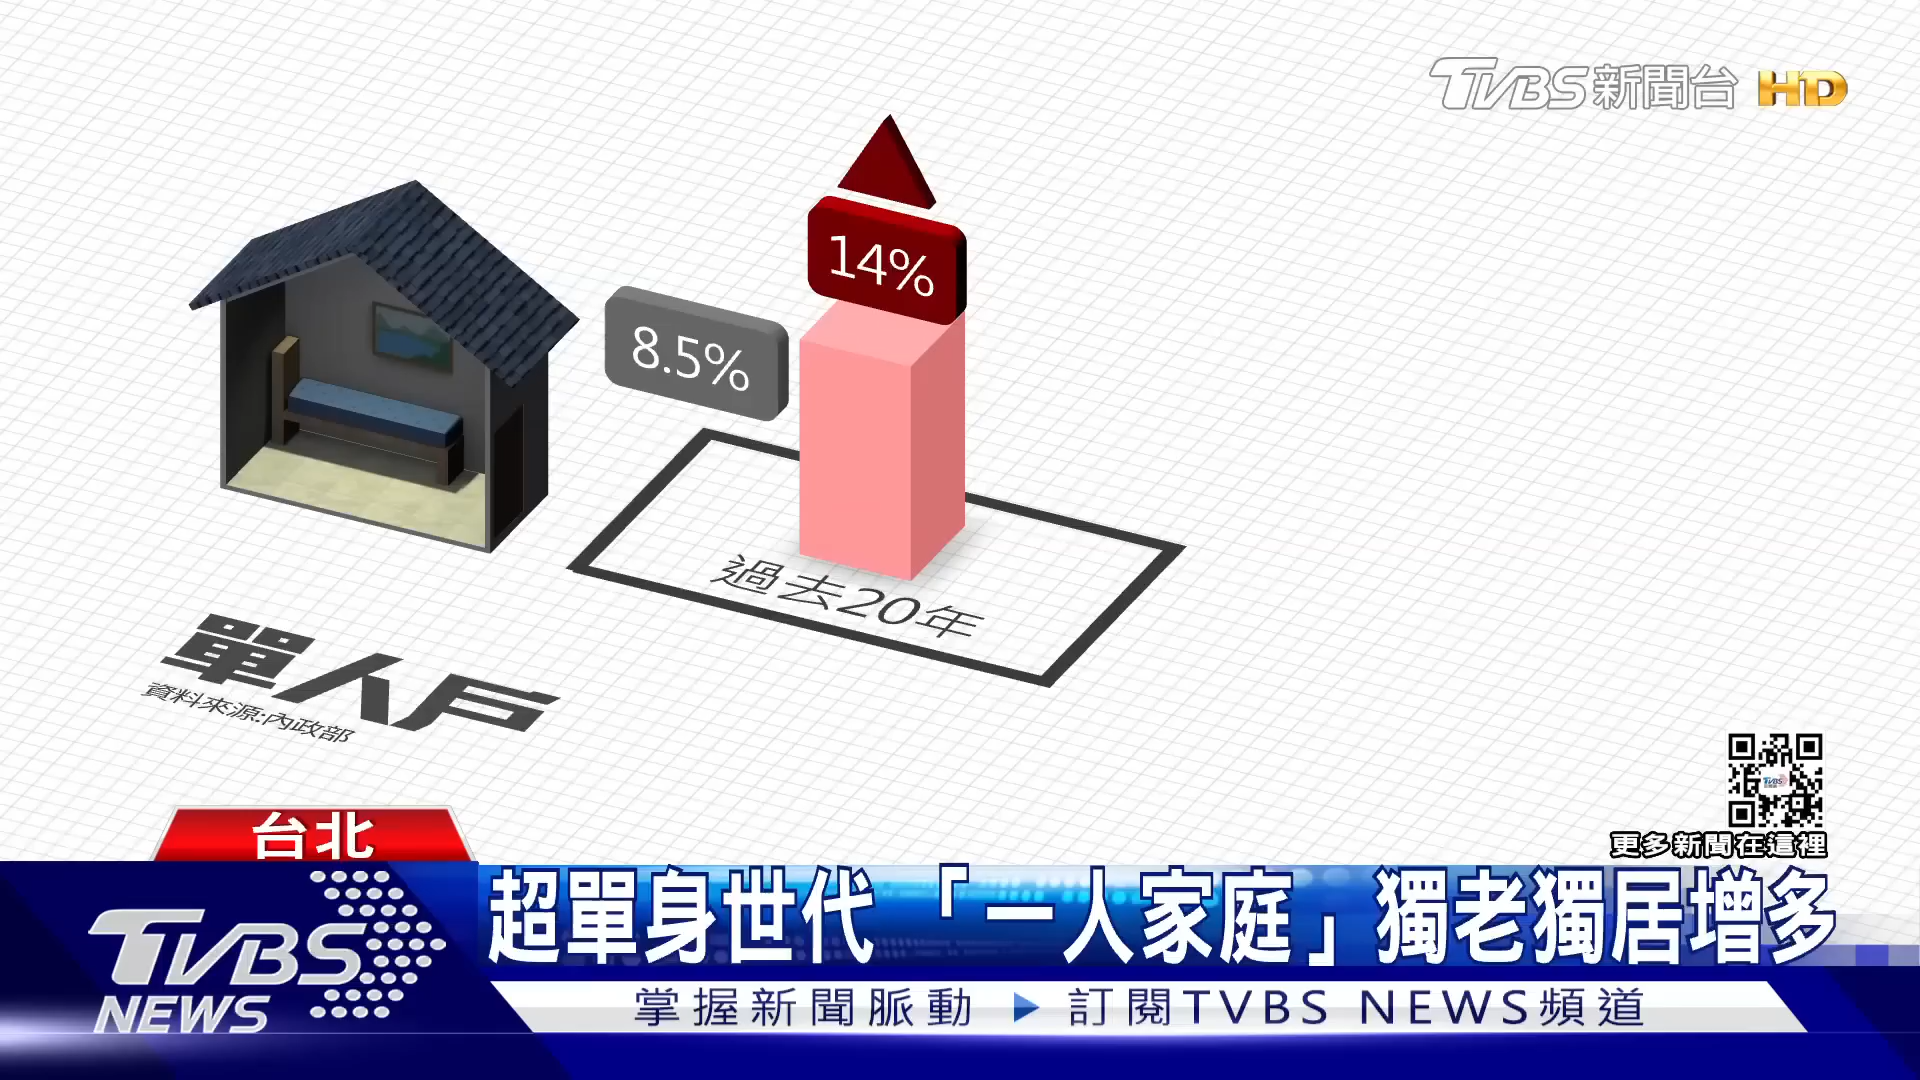 TVBS新聞台 HD
14%
8.5%
過去20年
單人戶
資料來源:內政部
TVBS
更多新聞在這裡
台北
超單身世代「一人家庭」獨老獨居增多
TVBS NEWS
掌握新聞脈動 ▶ 訂閱TVBS NEWS頻道